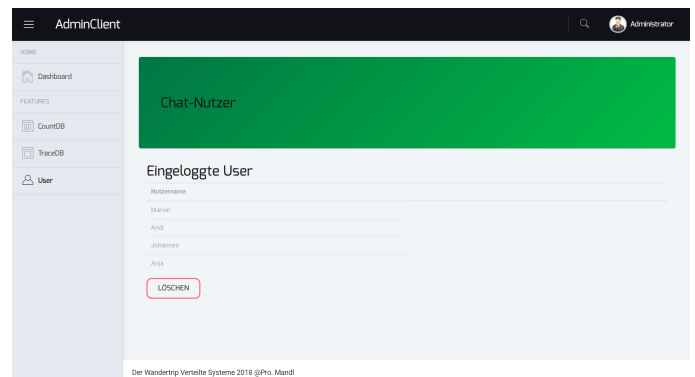 AdminClient
Administrator
HOME
Dashboard
FEATURES
CountDB
TraceDB
User
Chat-Nutzer
Eingeloggte User
Nutzername
Marvin
Andi
Johannes
Anja
LÖSCHEN
Der Wandertrip Verteilte Systeme 2018 @Pro. Mandl